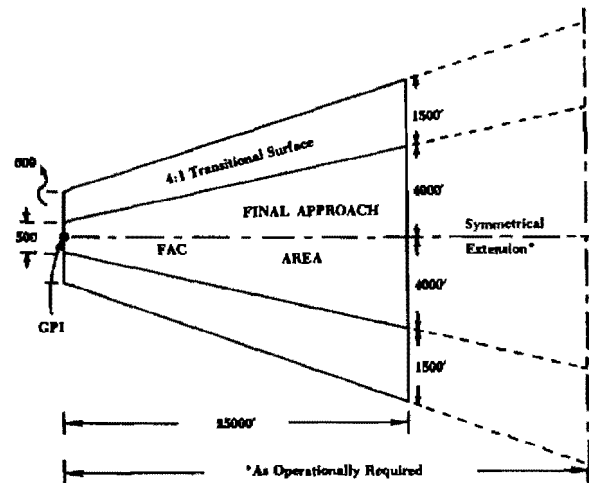 1500'
4:1 Transitional Surface
600
4000'
FINAL APPROACH
500
FAC
AREA
Symmetrical
Extension*
4000'
GPI
1500'
25000'
*As Operationally Required